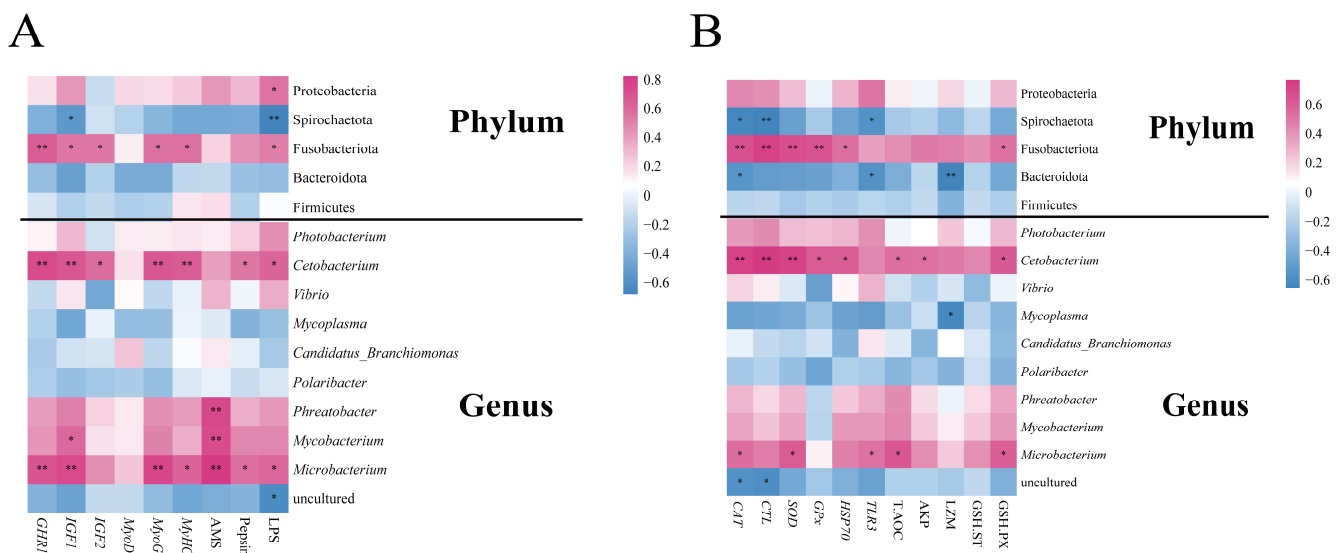 A
B
Proteobacteria
*
Spirochaetota
* **
Fusobacteriota
** * * * * *
Bacteroidota
Firmicutes
Phylum
Photobacterium
Cetobacterium
** ** * ** ** * *
Vibrio
Mycoplasma
Candidatus_Branchiomonas
Polaribacter
Phreatobacter
**
Mycobacterium
* **
Microbacterium
** ** ** * ** * *
uncultured
*
Genus
GHR1 IGF1 IGF2 MyoD MyoG MyHC AMS Pepsin LPS
0.8
0.6
0.4
0.2
0
−0.2
−0.4
−0.6
Proteobacteria
Spirochaetota
* ** *
Fusobacteriota
** ** ** ** * *
Bacteroidota
* * **
Firmicutes
Phylum
Photobacterium
Cetobacterium
** ** ** * * * * *
Vibrio
Mycoplasma
*
Candidatus_Branchiomonas
Polaribacter
Phreatobacter
Mycobacterium
Microbacterium
* * * * *
uncultured
* *
Genus
CAT CTL SOD GPx HSP70 TLR3 T.AOC AKP LZM GSH.ST GSH.PX
0.6
0.4
0.2
0
−0.2
−0.4
−0.6